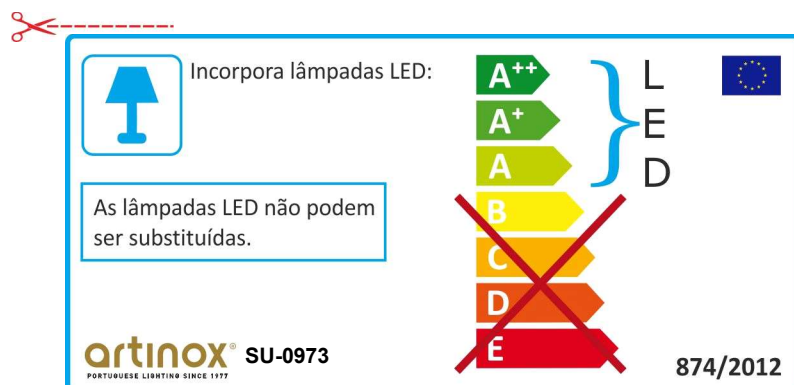 Incorpora lâmpadas LED:
As lâmpadas LED não podem
ser substituídas.
A++
A+
A
B
C
D
E
L
E
D
artinox® SU-0973
PORTUGUESE LIGHTING SINCE 1977
874/2012